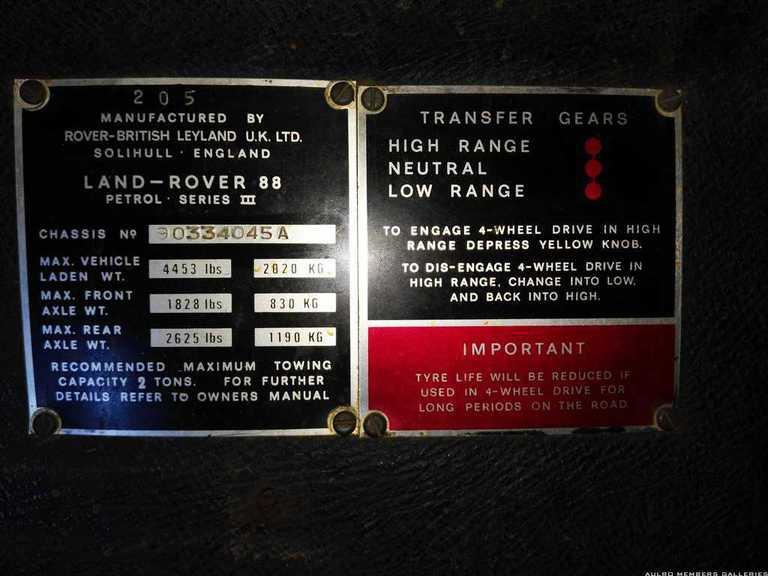 205
MANUFACTURED BY
ROVER-BRITISH LEYLAND U.K. LTD.
SOLIHULL · ENGLAND
LAND-ROVER 88
PETROL · SERIES III
CHASSIS Nº 90334045A
MAX. VEHICLE
LADEN WT. 4453 lbs 2020 KG
MAX. FRONT
AXLE WT. 1828 lbs 830 KG
MAX. REAR
AXLE WT. 2625 lbs 1190 KG
RECOMMENDED MAXIMUM TOWING
CAPACITY 2 TONS. FOR FURTHER
DETAILS REFER TO OWNERS MANUAL
TRANSFER GEARS
HIGH RANGE
NEUTRAL
LOW RANGE
TO ENGAGE 4-WHEEL DRIVE IN HIGH
RANGE DEPRESS YELLOW KNOB.
TO DIS-ENGAGE 4-WHEEL DRIVE IN
HIGH RANGE, CHANGE INTO LOW,
AND BACK INTO HIGH.
IMPORTANT
TYRE LIFE WILL BE REDUCED IF
USED IN 4-WHEEL DRIVE FOR
LONG PERIODS ON THE ROAD.
AULRO MEMBERS GALLERIES